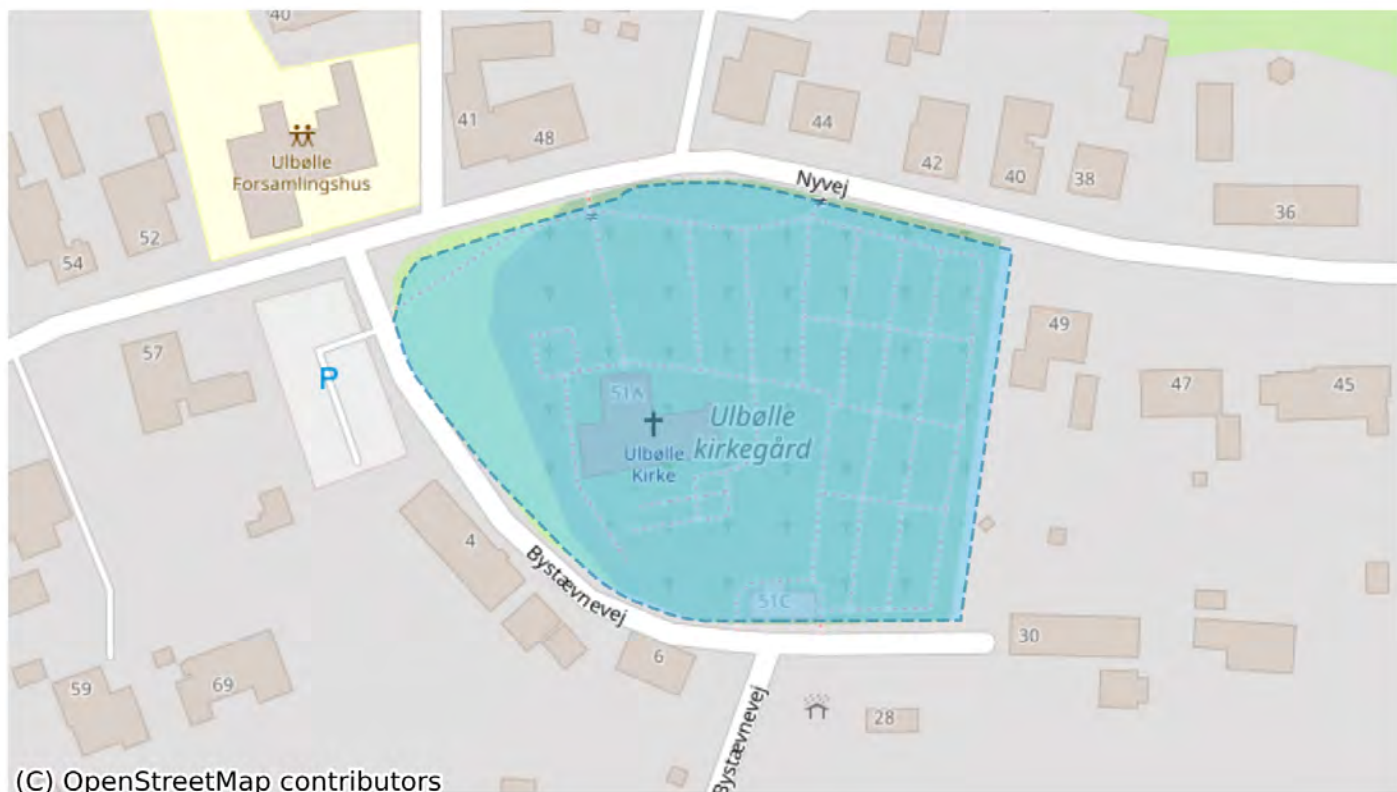 40
41
48
44
42
40
38
36
Ulbølle
Forsamlingshus
52
54
Nyvej
57
P
49
47
45
51A
Ulbølle
kirkegård
Ulbølle
Kirke
4
Bystævnevej
51C
6
30
59
69
28
Bystævnevej
(C) OpenStreetMap contributors